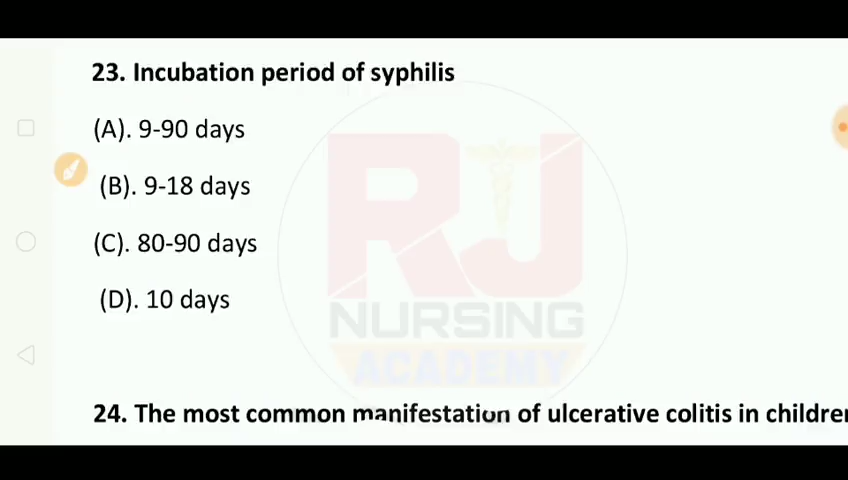 23. Incubation period of syphilis
(A). 9-90 days
(B). 9-18 days
(C). 80-90 days
(D). 10 days
RJ
NURSING
ACADEMY
24. The most common manifestation of ulcerative colitis in children